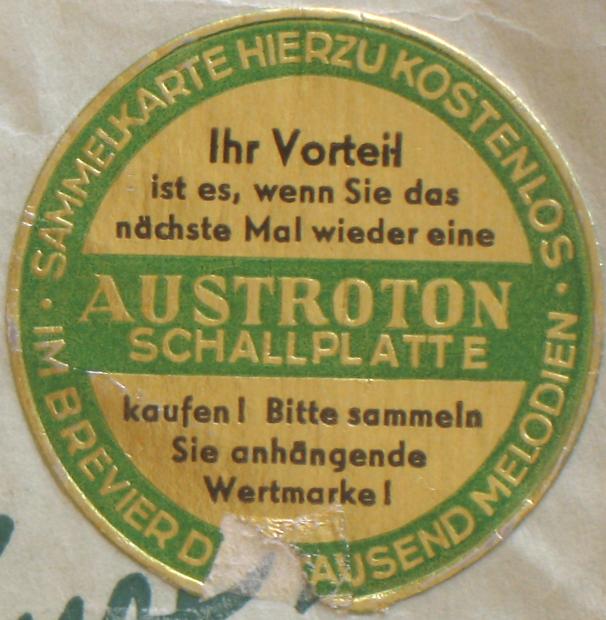 SAMMELKARTE HIERZU KOSTENLOS
Ihr Vorteil
ist es, wenn Sie das
nächste Mal wieder eine
AUSTROTON
SCHALLPLATTE
kaufen! Bitte sammeln
Sie anhängende
Wertmarke!
IM BREVIER D AUSEND MELODIEN